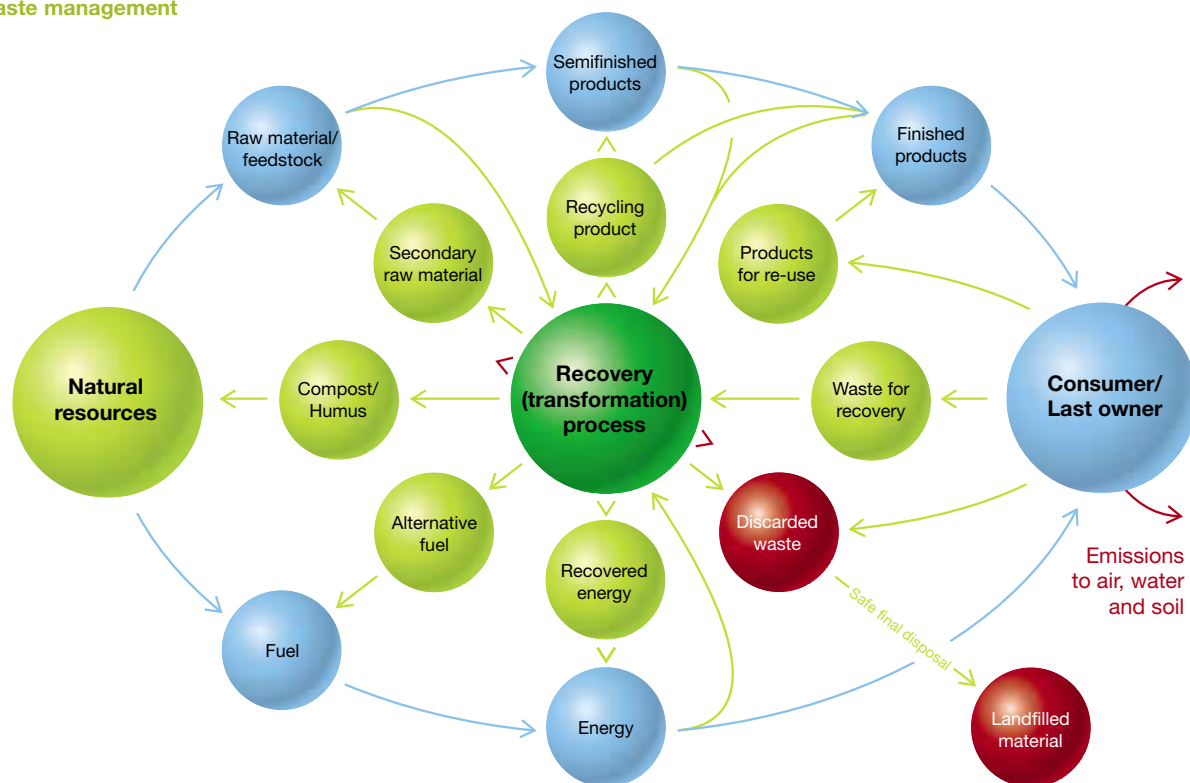 aste management
Semifinished
products
Raw material/
feedstock
Finished
products
Recycling
product
Secondary
raw material
Products
for re-use
Natural
resources
Compost/
Humus
Recovery
(transformation)
process
Waste for
recovery
Consumer/
Last owner
Alternative
fuel
Discarded
waste
Recovered
energy
Emissions
to air, water
and soil
Safe final disposal
Fuel
Energy
Landfilled
material